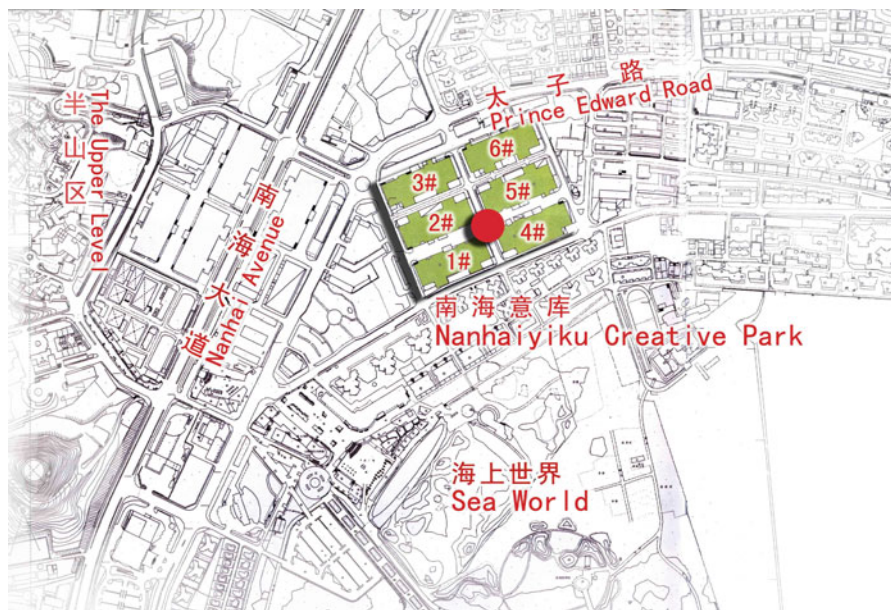 太子路
Prince Edward Road
半山区
The Upper Level
南海大道
Nanhai Avenue
3#
6#
2#
5#
1#
4#
南海意库
Nanhaiyiku Creative Park
海上世界
Sea World